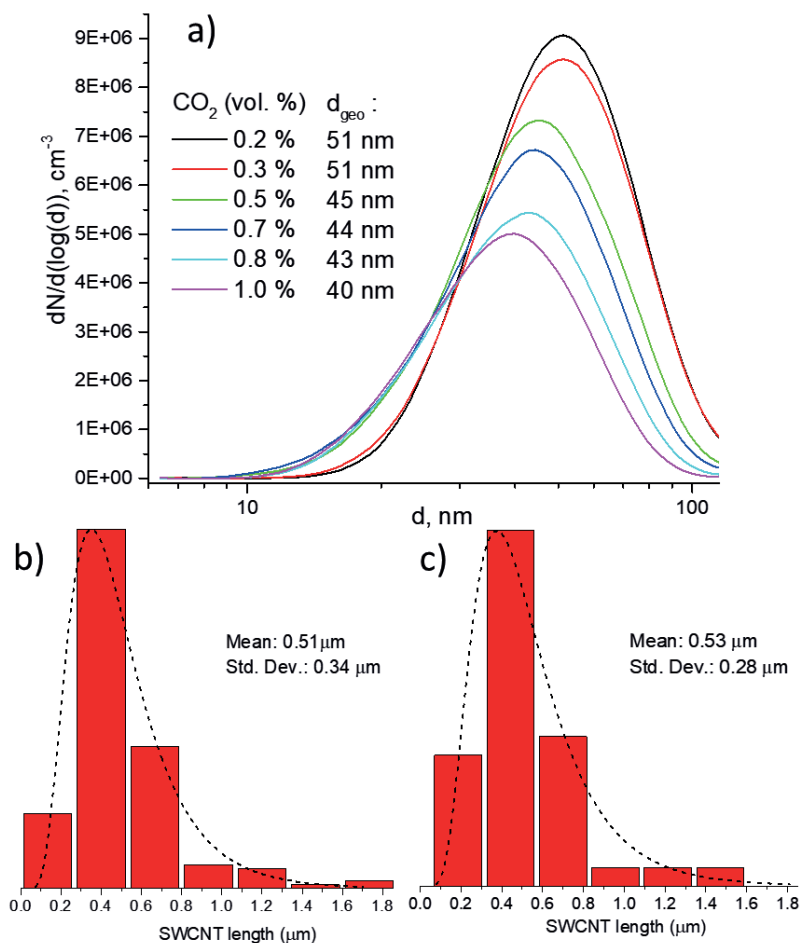 a)
dN/d(log(d)), cm⁻³
9E+06
8E+06
7E+06
6E+06
5E+06
4E+06
3E+06
2E+06
1E+06
0E+00
CO₂ (vol. %) d_geo :
0.2 % 51 nm
0.3 % 51 nm
0.5 % 45 nm
0.7 % 44 nm
0.8 % 43 nm
1.0 % 40 nm
10 100
d, nm
b)
Mean: 0.51μm
Std. Dev.: 0.34 μm
0.0 0.2 0.4 0.6 0.8 1.0 1.2 1.4 1.6 1.8
SWCNT length (μm)
c)
Mean: 0.53 μm
Std. Dev.: 0.28 μm
0.0 0.2 0.4 0.6 0.8 1.0 1.2 1.4 1.6 1.8
SWCNT length (μm)